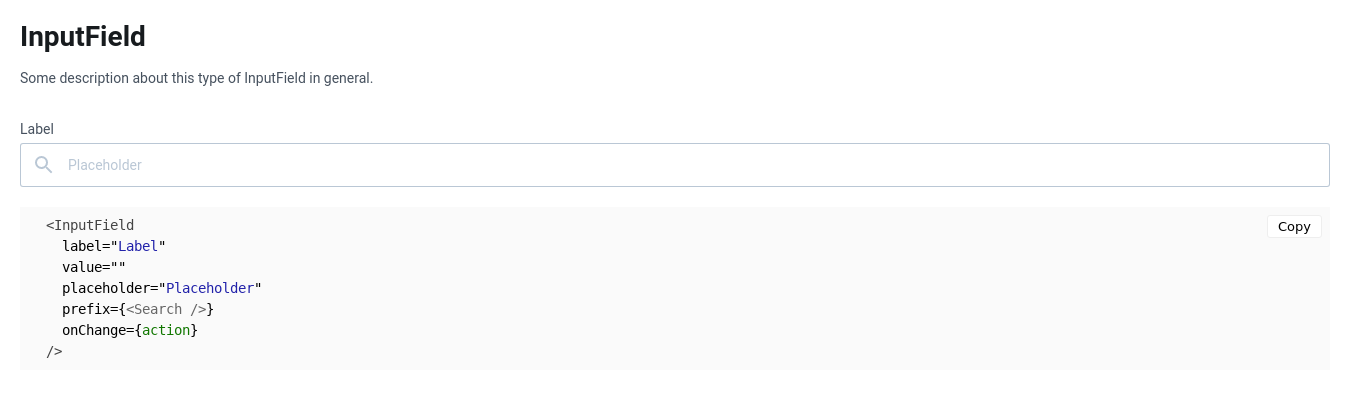 InputField
Some description about this type of InputField in general.
Label
Placeholder
<InputField
Copy
  label="Label"
  value=""
  placeholder="Placeholder"
  prefix={<Search />}
  onChange={action}
/>